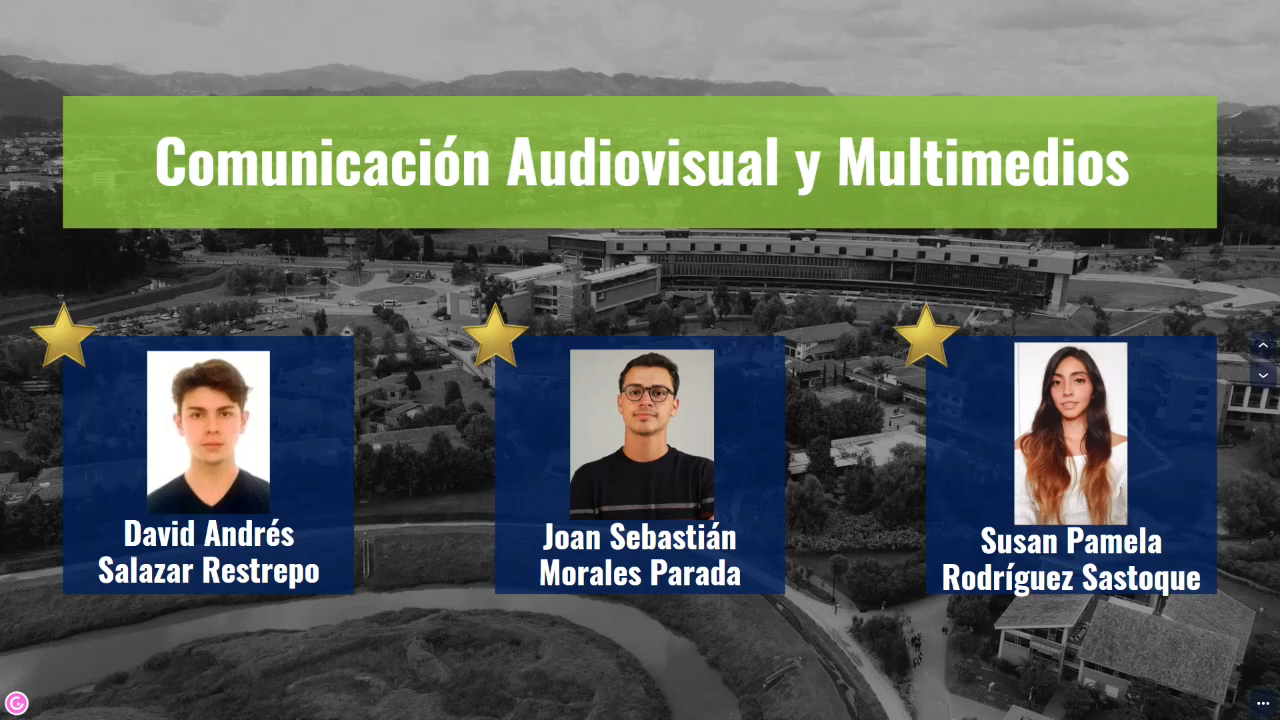 Comunicación Audiovisual y Multimedios
David Andrés
Salazar Restrepo
Joan Sebastián
Morales Parada
Susan Pamela
Rodríguez Sastoque